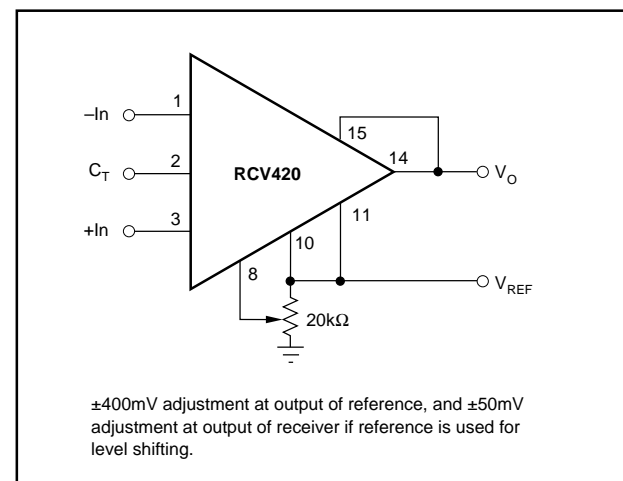 –In
1
15
14
C_T
2
RCV420
V_O
+In
3
11
10
8
V_REF
20kΩ
±400mV adjustment at output of reference, and ±50mV
adjustment at output of receiver if reference is used for
level shifting.